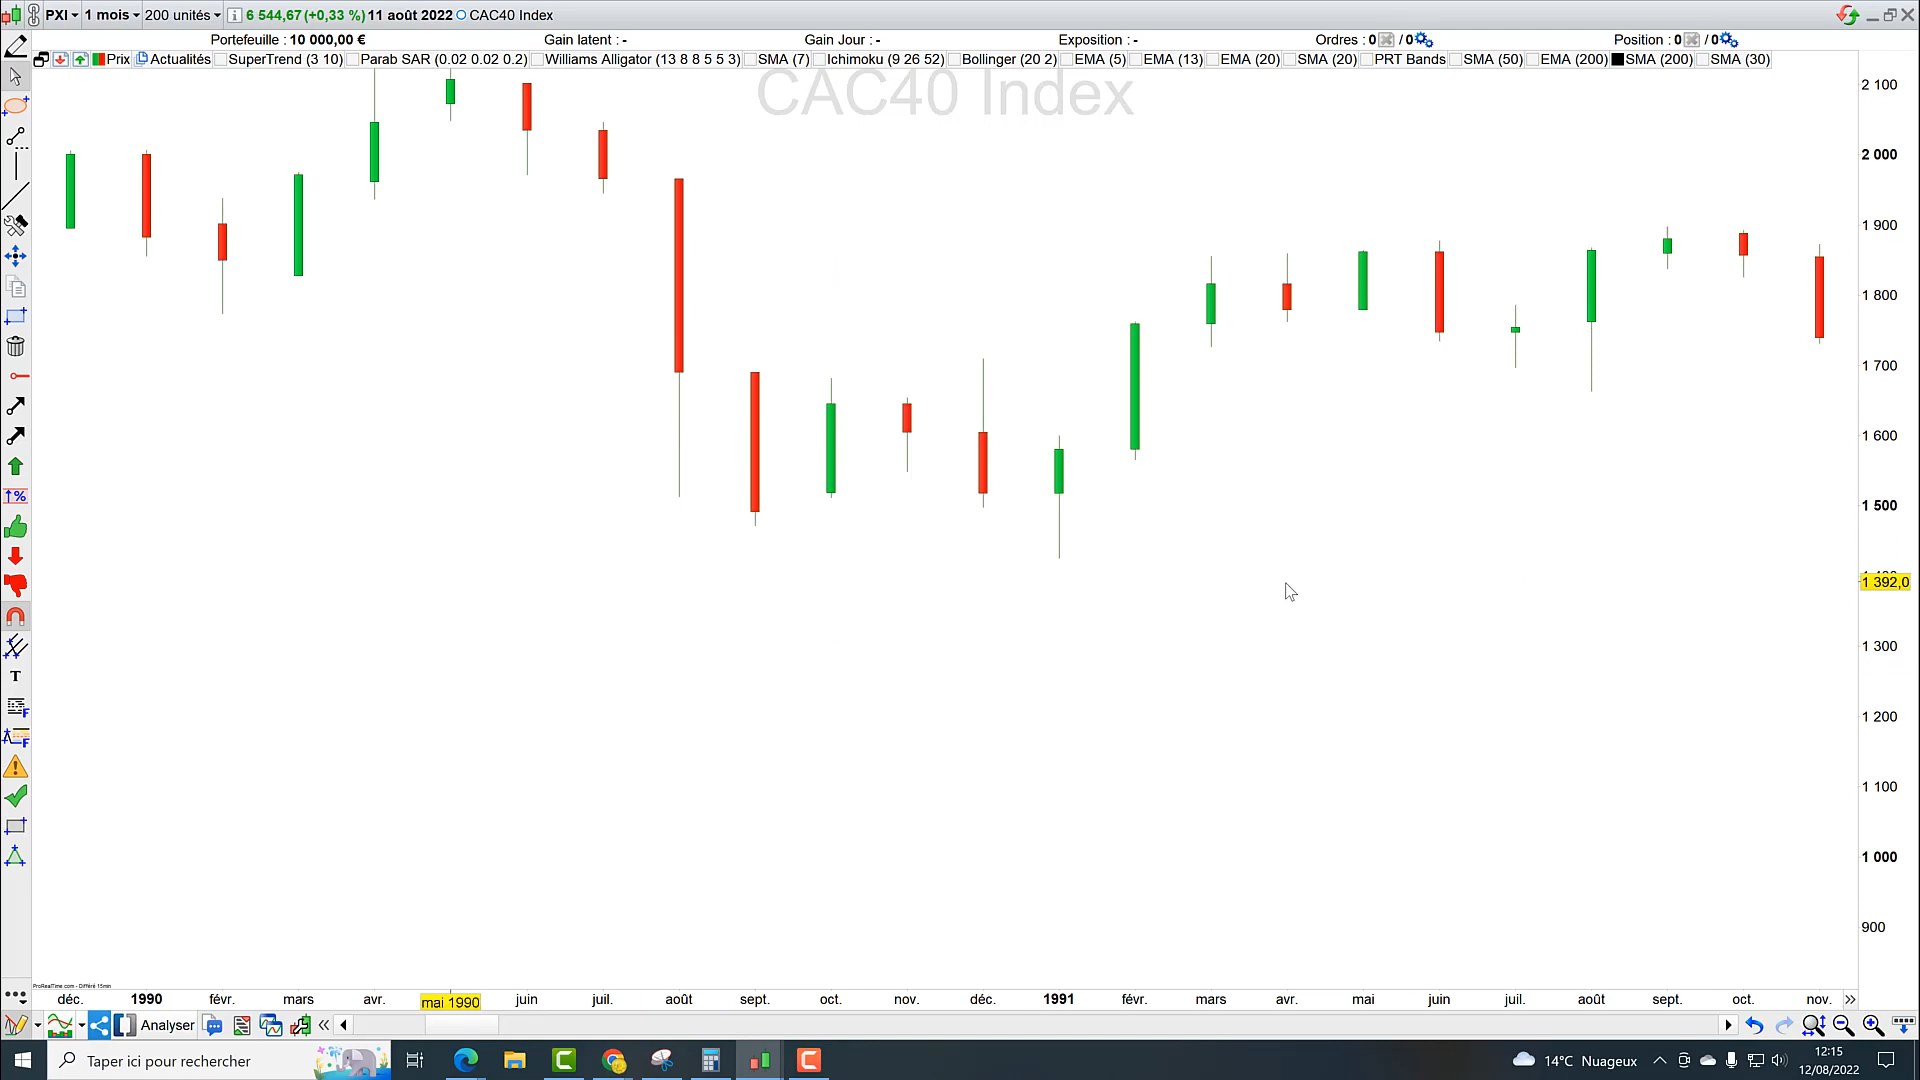 PXI 1 mois 200 unités 6 544,67 (+0,33 %) 11 août 2022 CAC40 Index
Portefeuille : 10 000,00 € Gain latent : - Gain Jour : - Exposition : - Ordres : 0 / 0 Position : 0 / 0
Prix Actualités SuperTrend (3 10) Parab SAR (0.02 0.02 0.2) Williams Alligator (13 8 8 5 5 3) SMA (7) Ichimoku (9 26 52) Bollinger (20 2) EMA (5) EMA (13) EMA (20) SMA (20) PRT Bands SMA (50) EMA (200) SMA (200) SMA (30)
CAC40 Index
2 100
2 000
1 900
1 800
1 700
1 600
1 500
1 392,0
1 300
1 200
1 100
1 000
900
T
ProRealTime.com - Différé 15min
déc. 1990 févr. mars avr. mai 1990 juin juil. août sept. oct. nov. déc. 1991 févr. mars avr. mai juin juil. août sept. oct. nov.
Analyser
Taper ici pour rechercher 14°C Nuageux 12:15
12/08/2022